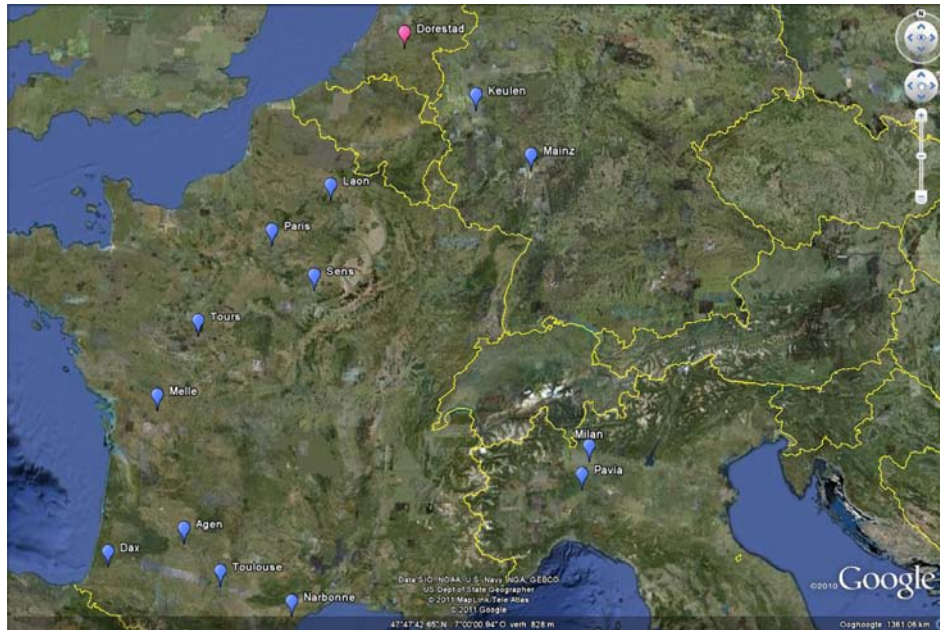 N
Dorestad
Keulen
Mainz
Laon
Paris
Sens
Tours
Melle
Milan
Pavia
Agen
Dax
Toulouse
Narbonne
Data SIO, NOAA, U.S. Navy, NGA, GEBCO
US Dept of State Geographer
© 2011 MapLink/Tele Atlas
© 2011 Google
©2010 Google
47°47'42.65"N 7°00'00.94" O verh 828 m
Ooghoogte 1361.06 km